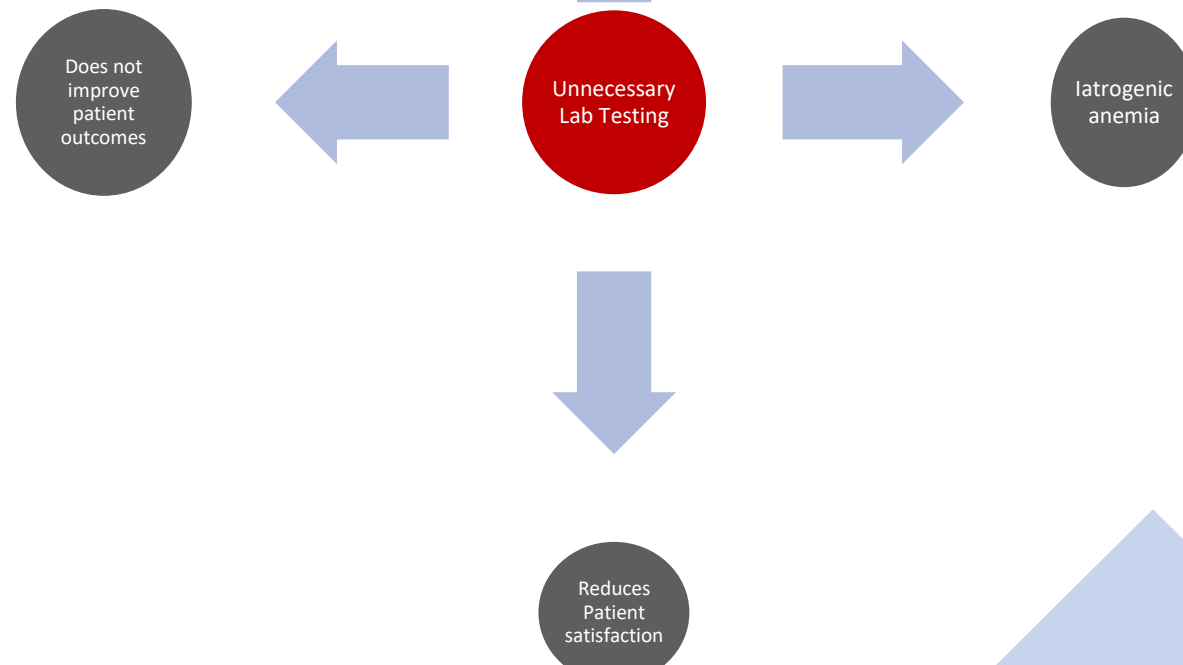 Does not
improve
patient
outcomes
Unnecessary
Lab Testing
Iatrogenic
anemia
Reduces
Patient
satisfaction